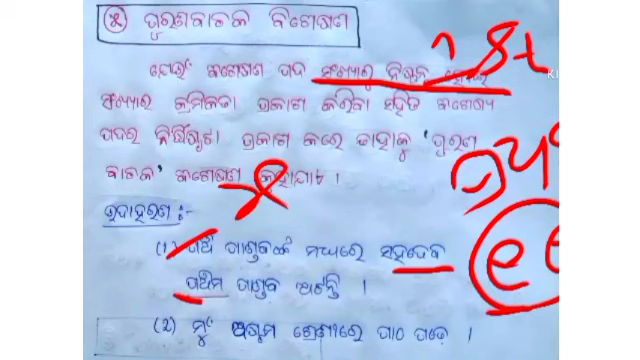 ୫ ପୂରଣବାଚକ ବିଶେଷଣ
ଯେଉଁ ବିଶେଷଣ ପଦ ସଂଖ୍ୟାରୁ ନିଷ୍ପନ୍ନ ହୋଇ
ସଂଖ୍ୟାର କ୍ରମିକତା ପ୍ରକାଶ କରିବା ସହିତ ବିଶେଷ୍ୟ
ପଦର ନିର୍ଦ୍ଦିଷ୍ଟତା ପ୍ରକାଶ କରେ ତାହାକୁ 'ପୂରଣ
ବାଚକ' ବିଶେଷଣ କୁହାଯାଏ ।
ଉଦାହରଣ :-
(୧) ପଞ୍ଚ ପାଣ୍ଡବଙ୍କ ମଧ୍ୟରେ ସହଦେବ
ପଞ୍ଚମ ପାଣ୍ଡବ ଅଟନ୍ତି ।
(୨) ମୁଁ ଅଷ୍ଟମ ଶ୍ରେଣୀରେ ପାଠ ପଢ଼େ ।